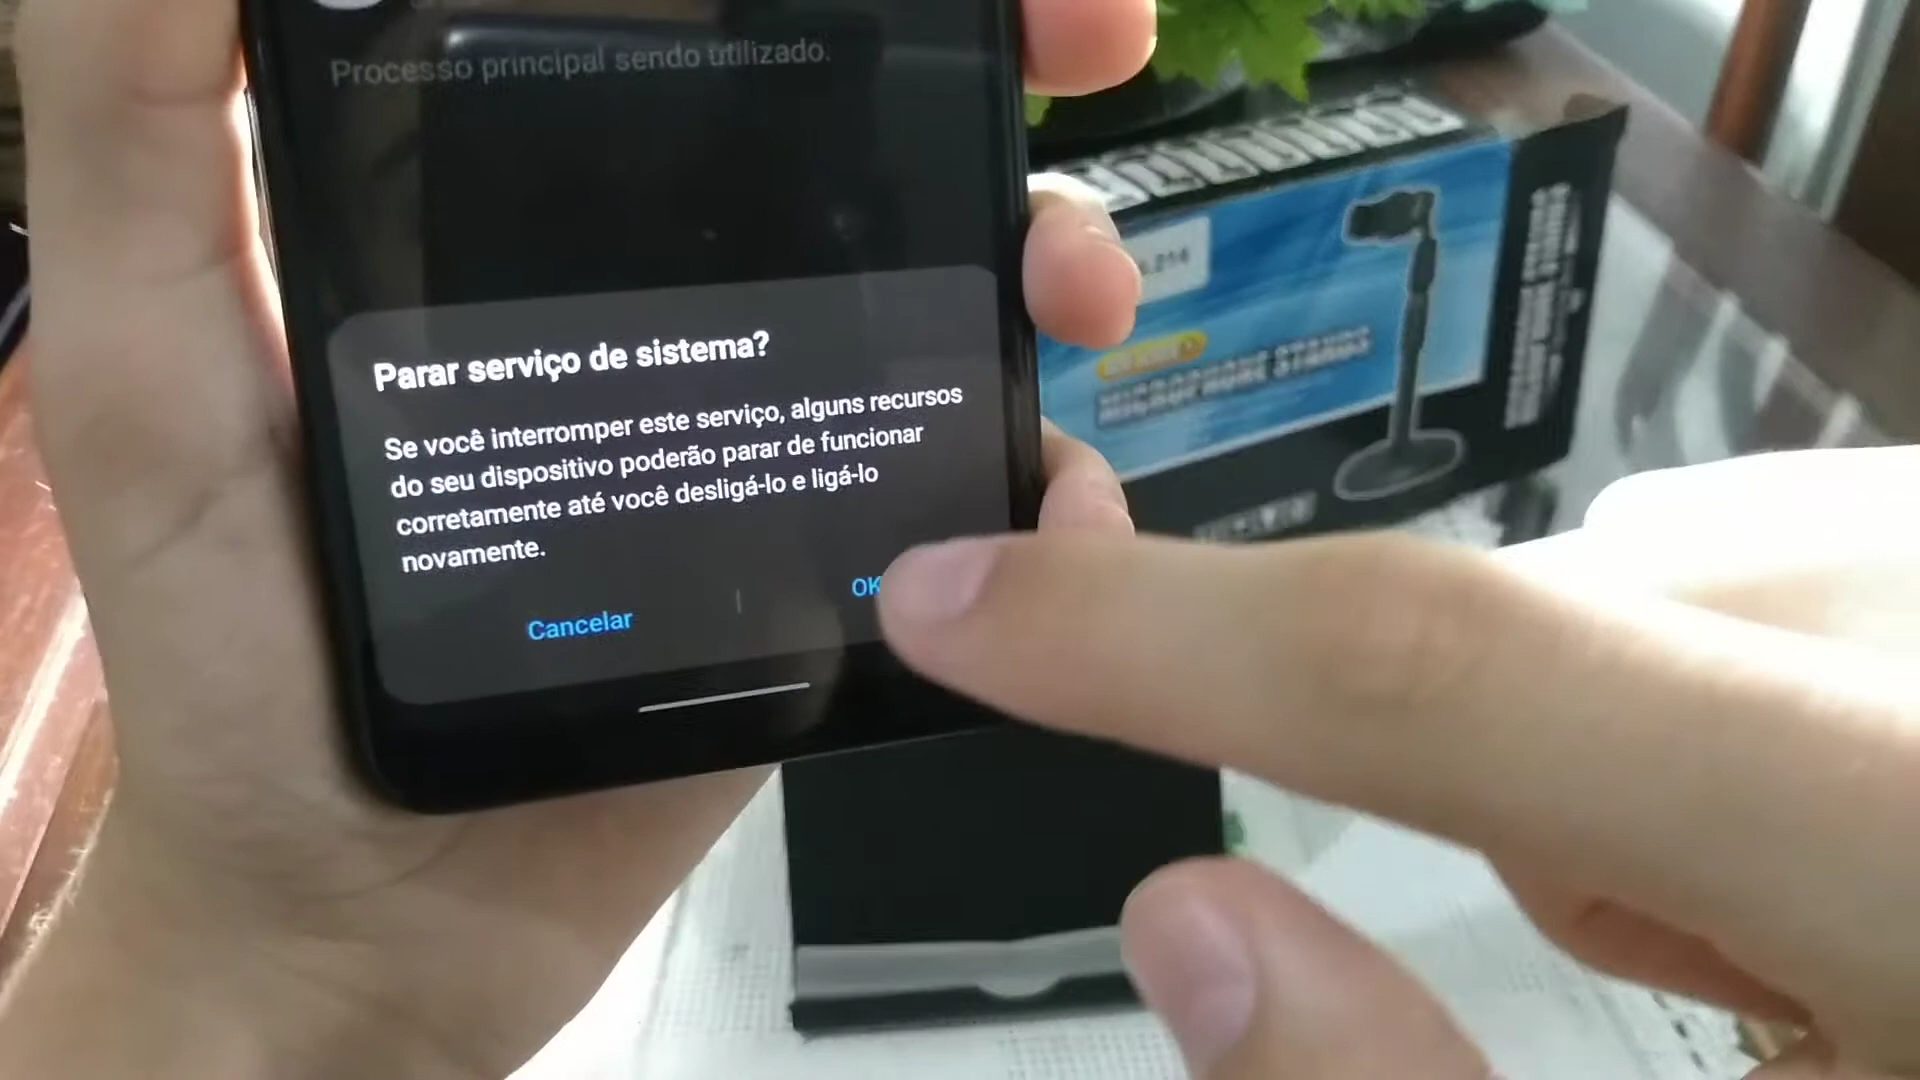 Processo principal sendo utilizado.
Parar serviço de sistema?
Se você interromper este serviço, alguns recursos
do seu dispositivo poderão parar de funcionar
corretamente até você desligá-lo e ligá-lo
novamente.
Cancelar
OK
MICROPHONE STANDS